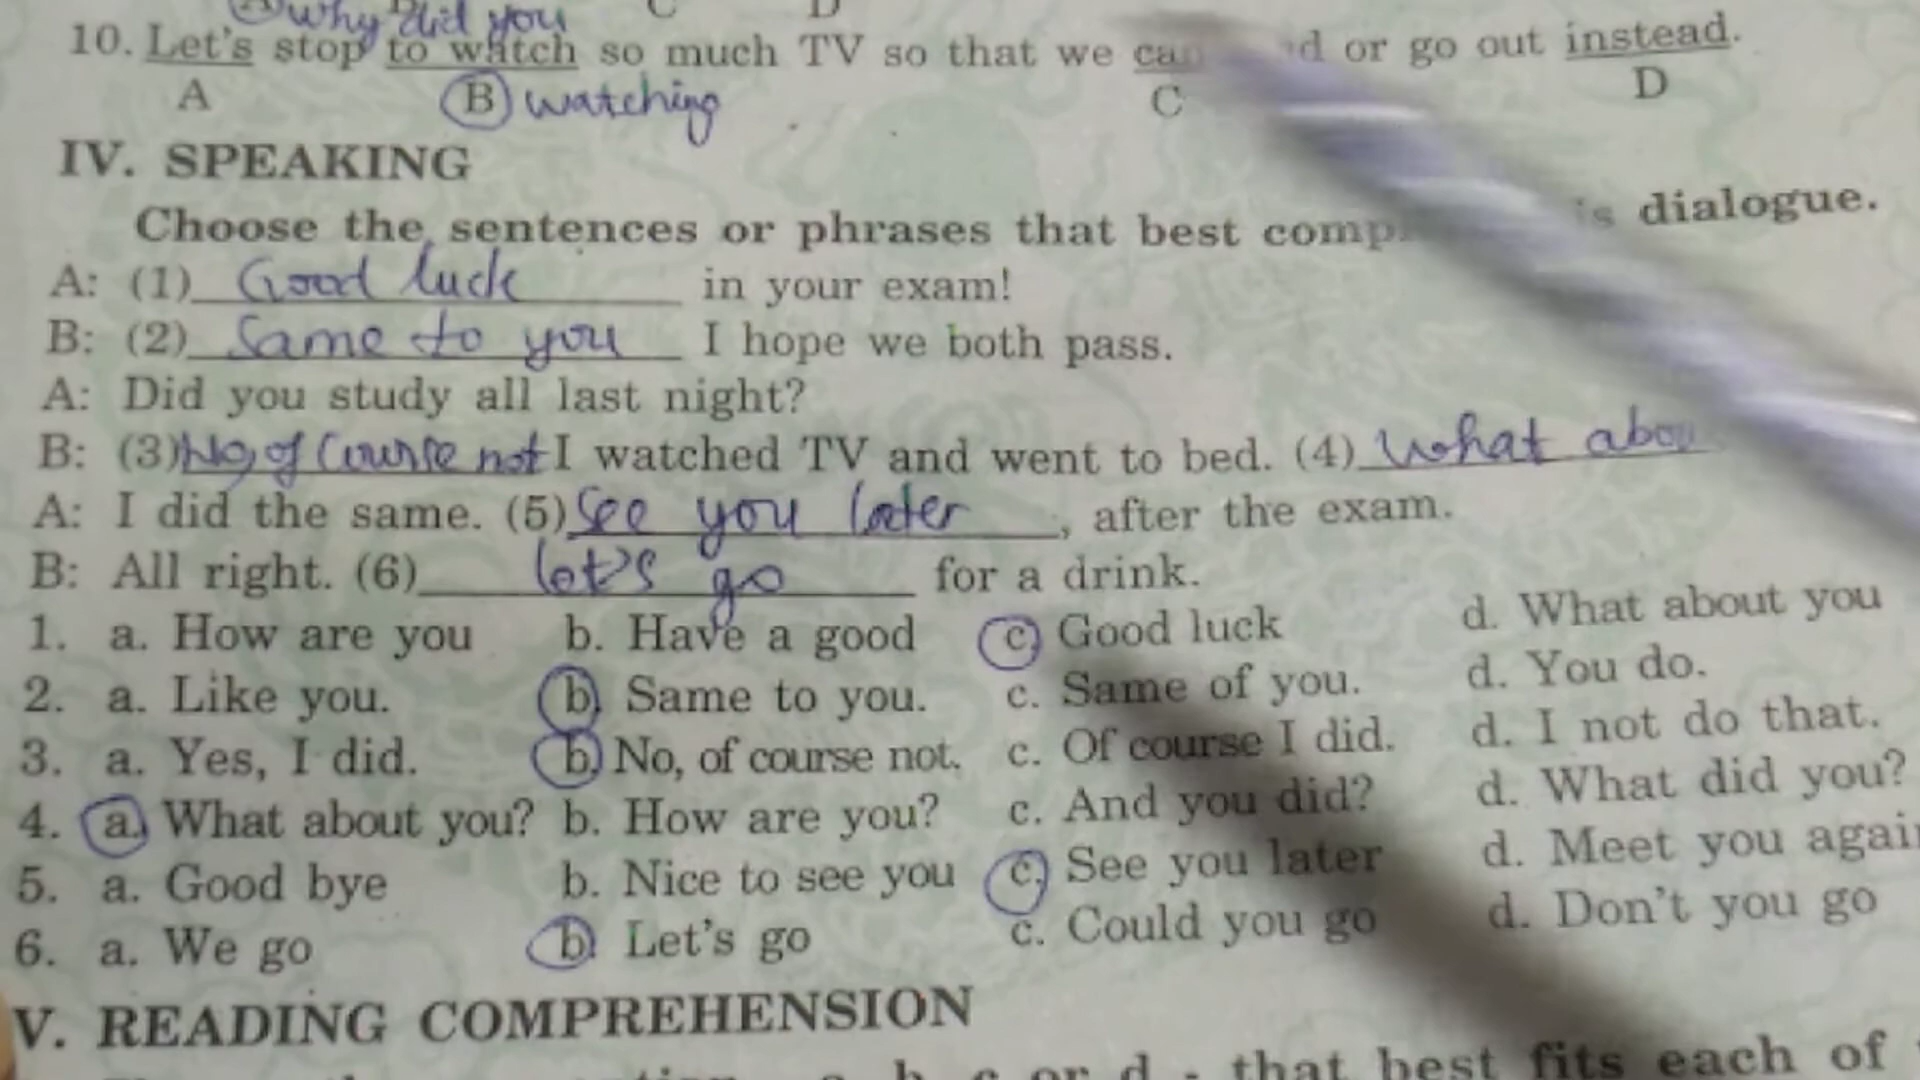 why did you
C D
10. Let's stop to watch so much TV so that we can or go out instead.
A B watching C D
IV. SPEAKING
Choose the sentences or phrases that best dialogue.
A: (1) Good luck in your exam!
B: (2) Same to you I hope we both pass.
A: Did you study all last night?
B: (3) No, of course not I watched TV and went to bed. (4) What
A: I did the same. (5) See you later, after the exam.
B: All right. (6) let's go for a drink.
1. a. How are you b. Have a good c. Good luck d. What about you
2. a. Like you. b. Same to you. c. Same of you. d. You do.
3. a. Yes, I did. b. No, of course not. c. Of course I did. d. I not do that.
4. a. What about you? b. How are you? c. And you did? d. What did you?
5. a. Good bye b. Nice to see you c. See you later d. Meet you
6. a. We go b. Let's go c. Could you go d. Don't you go
V. READING COMPREHENSION
a, b, c or d - that best fits each of